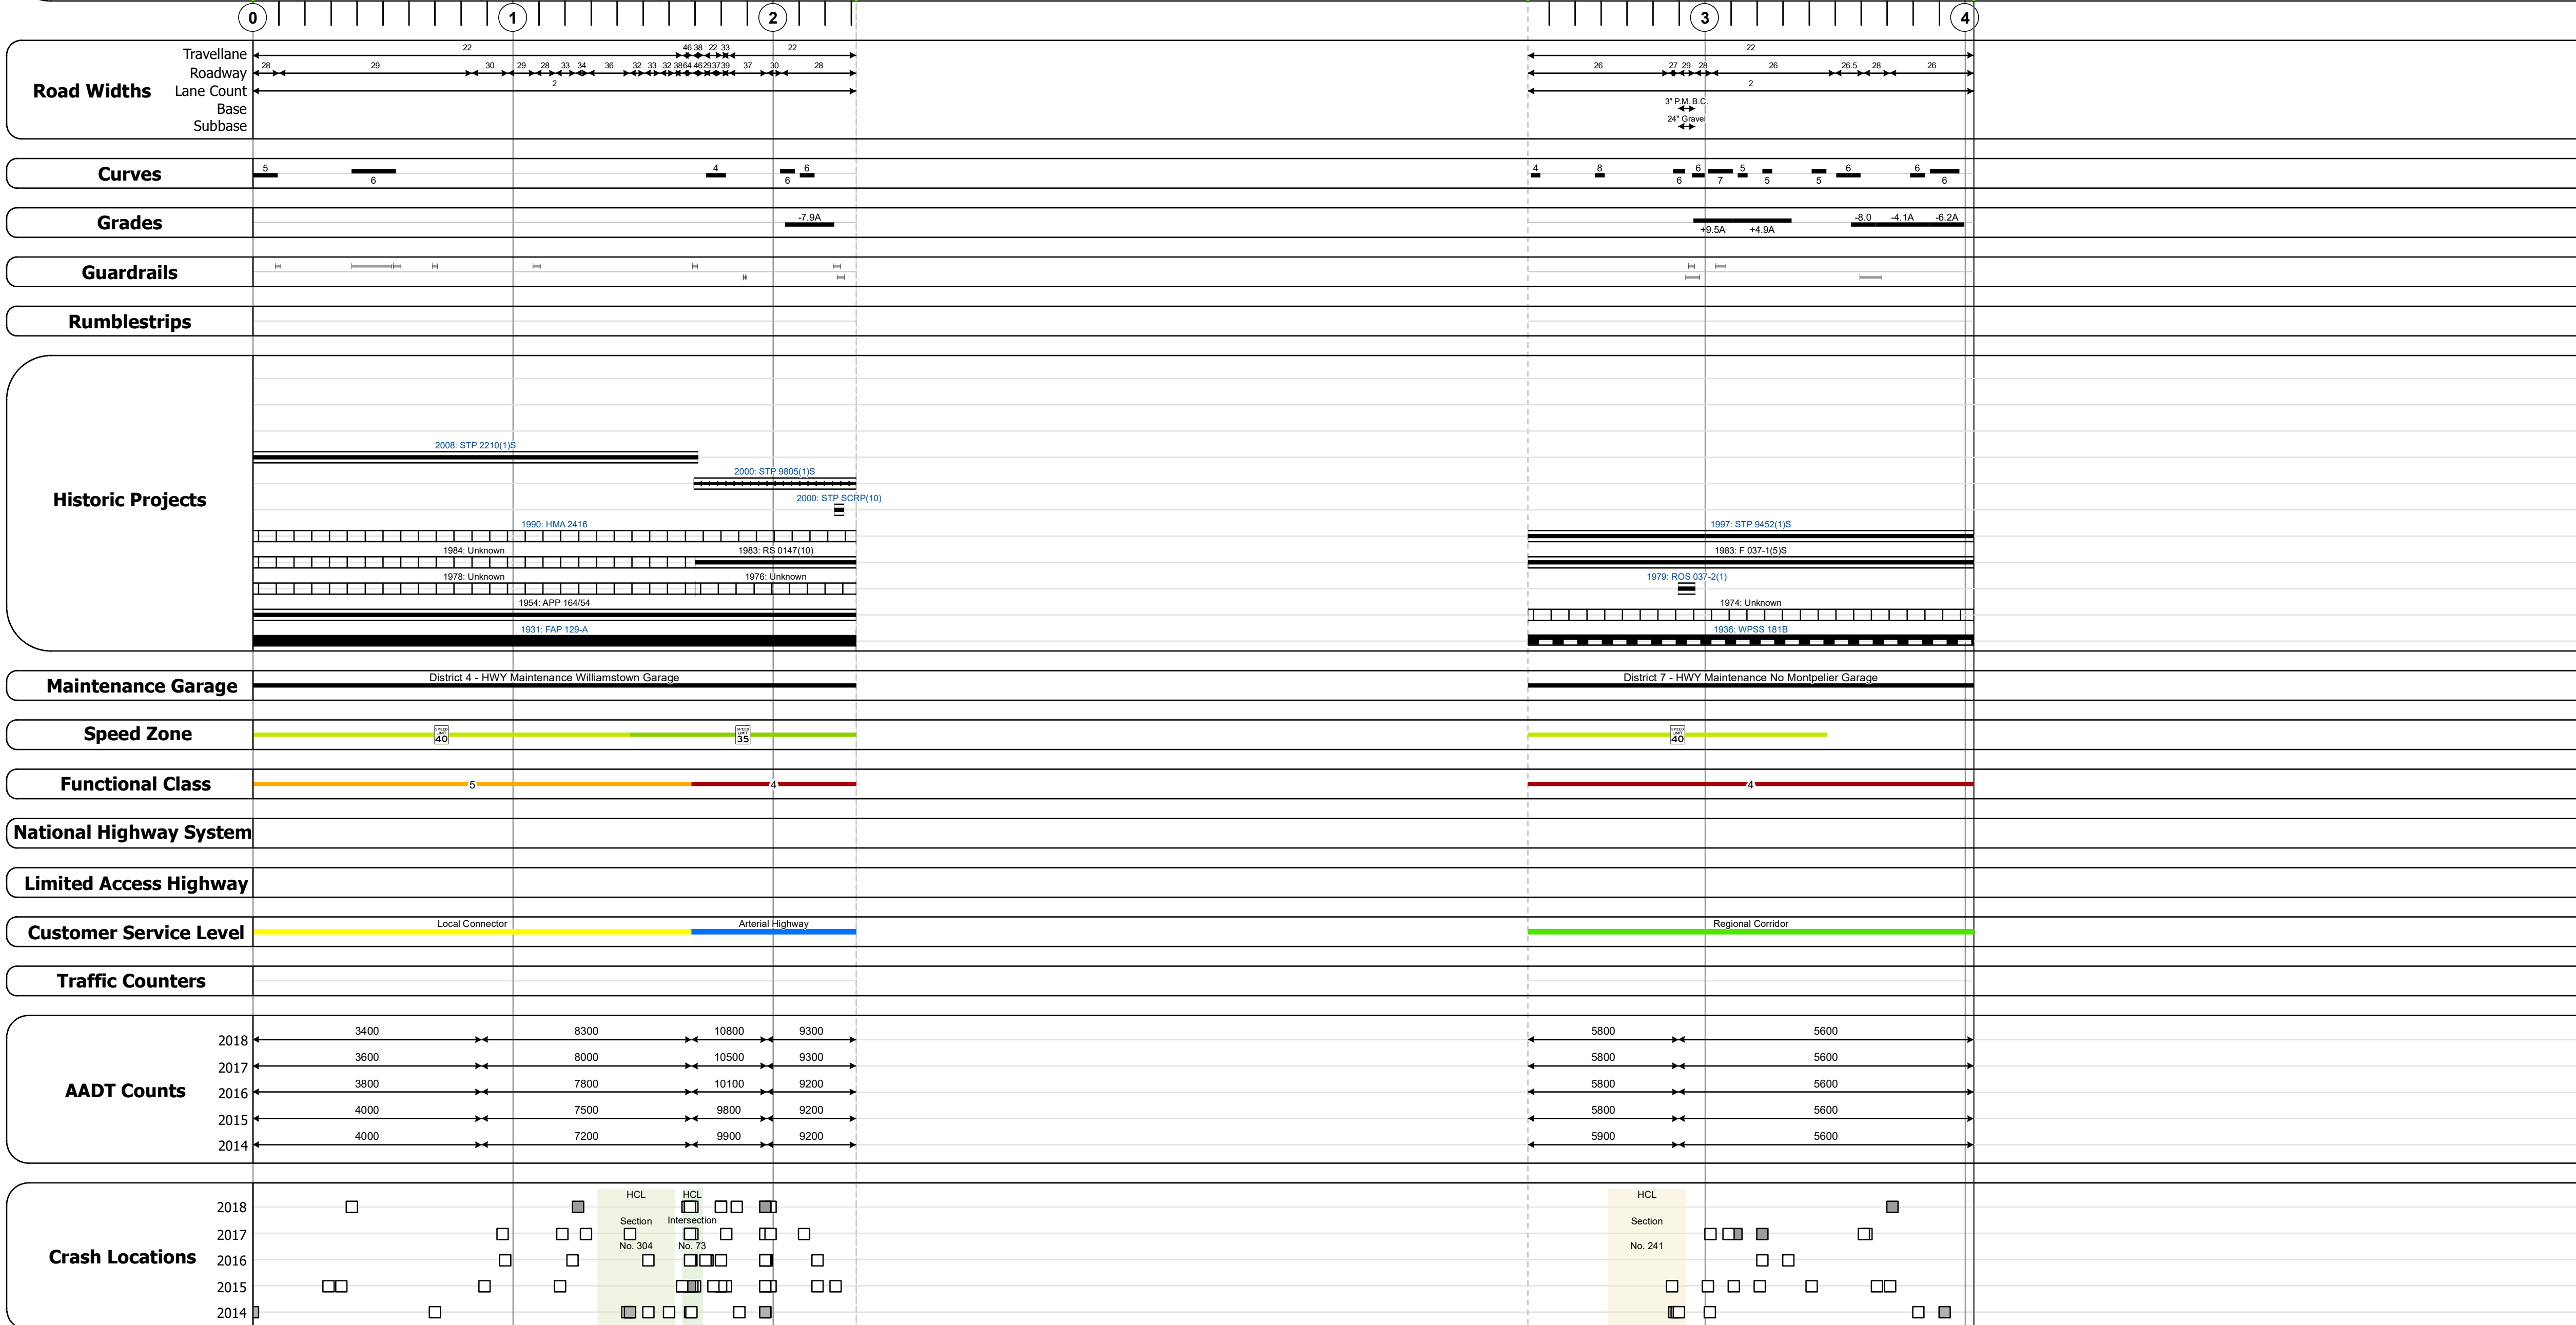 0 1 2 3 4
Travellane 22 46 38 22 33 22 22
Roadway 28 29 30 29 28 33 34 36 32 33 32 38 64 46 29 37 39 37 30 28 26 27 29 28 26 26.5 28 26
Road Widths
Lane Count 2 2
Base 3" P.M. B.C.
Subbase 24" Gravel
Curves
5 4 6 4 8 6 5 6 6
6 6 6 7 5 5 6
Grades
-7.9A -8.0 -4.1A -6.2A
+9.5A +4.9A
Guardrails
Rumblestrips
Historic Projects
2008: STP 2210(1)S
2000: STP 9805(1)S
2000: STP SCRP(10)
1990: HMA 2416 1997: STP 9452(1)S
1984: Unknown 1983: RS 0147(10) 1983: F 037-1(5)S
1978: Unknown 1976: Unknown 1979: ROS 037-2(1)
1954: APP 164/54 1974: Unknown
1931: FAP 129-A 1936: WPSS 181B
Maintenance Garage
District 4 - HWY Maintenance Williamstown Garage District 7 - HWY Maintenance No Montpelier Garage
Speed Zone
SPEED LIMIT 40 SPEED LIMIT 35 SPEED LIMIT 40
Functional Class 5 4 4
National Highway System
Limited Access Highway
Customer Service Level
Local Connector Arterial Highway Regional Corridor
Traffic Counters
AADT Counts
2018 3400 8300 10800 9300 5800 5600
2017 3600 8000 10500 9300 5800 5600
2016 3800 7800 10100 9200 5800 5600
2015 4000 7500 9800 9200 5800 5600
2014 4000 7200 9900 9200 5900 5600
Crash Locations
2018 HCL HCL HCL
2017 Section Intersection Section
2016 No. 304 No. 73 No. 241
2015
2014